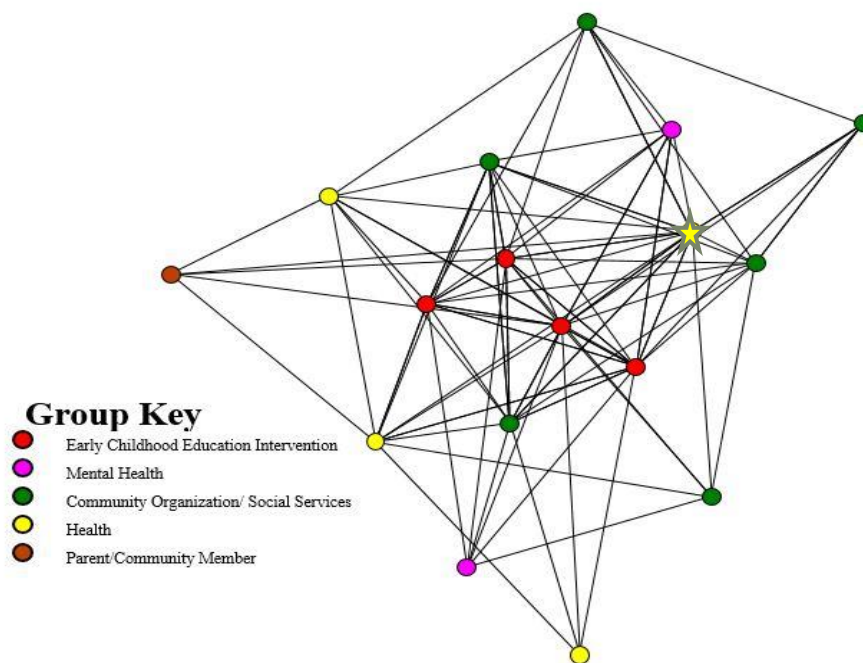 Group Key
Early Childhood Education Intervention
Mental Health
Community Organization/ Social Services
Health
Parent/Community Member